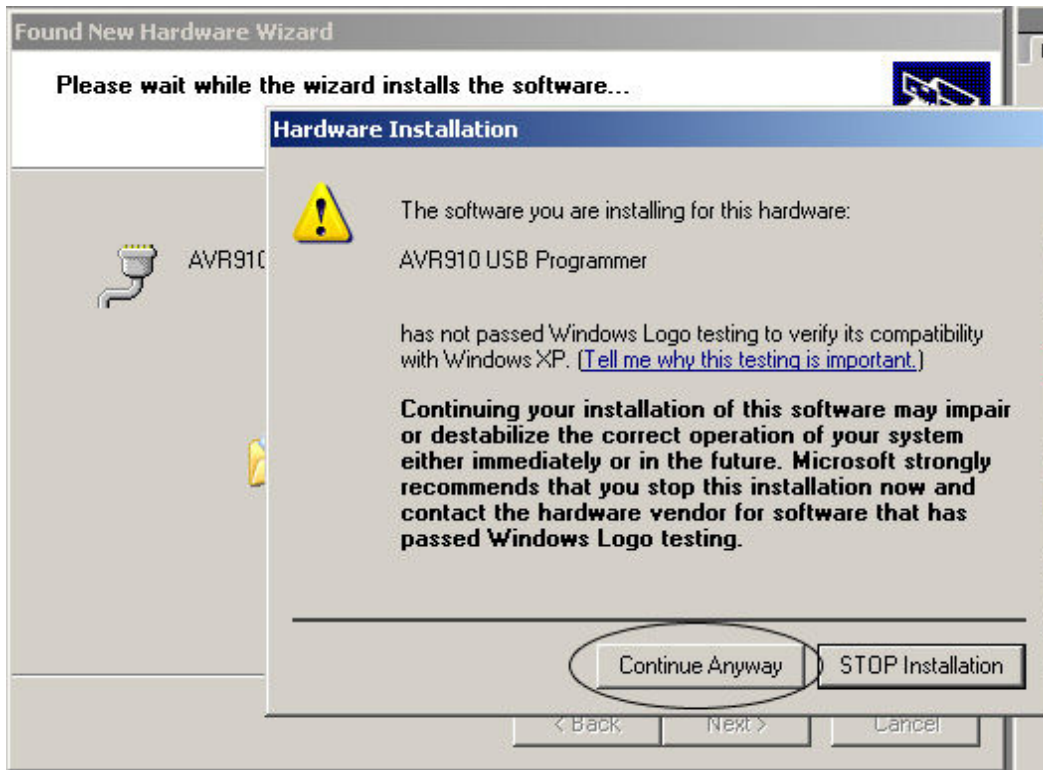 Found New Hardware Wizard
Please wait while the wizard installs the software...
Hardware Installation
The software you are installing for this hardware:
AVR910
AVR910 USB Programmer
has not passed Windows Logo testing to verify its compatibility
with Windows XP. (Tell me why this testing is important.)
Continuing your installation of this software may impair
or destabilize the correct operation of your system
either immediately or in the future. Microsoft strongly
recommends that you stop this installation now and
contact the hardware vendor for software that has
passed Windows Logo testing.
Continue Anyway
STOP Installation
< Back
Next >
Cancel